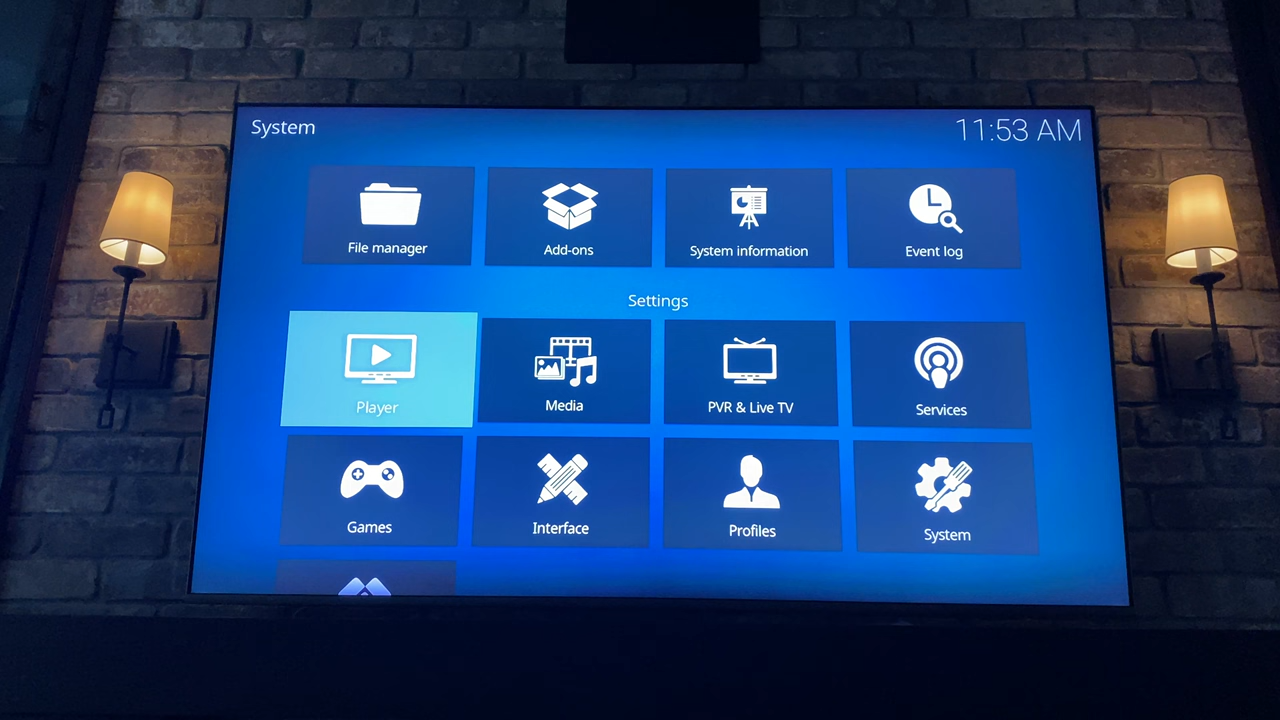 System
11:53 AM
File manager
Add-ons
System information
Event log
Settings
Player
Media
PVR & Live TV
Services
Games
Interface
Profiles
System